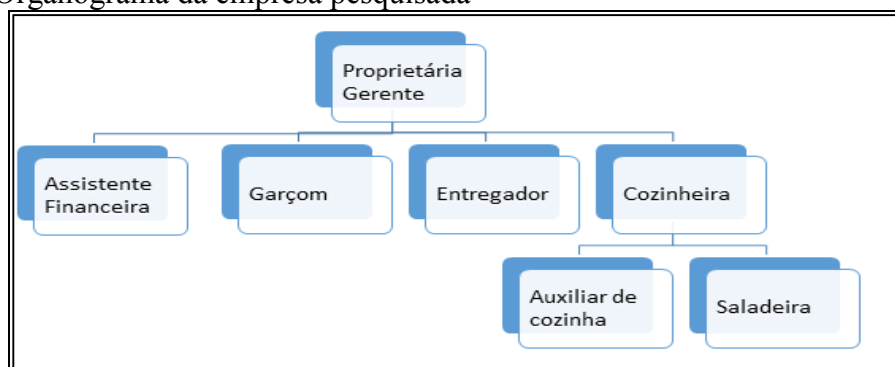 Organograma da empresa pesquisada
Proprietária
Gerente
Assistente
Financeira
Garçom
Entregador
Cozinheira
Auxiliar de
cozinha
Saladeira